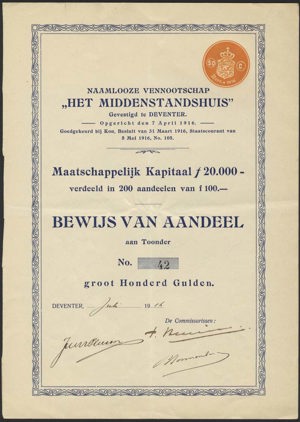 NAAMLOOZE VENNOOTSCHAP
„HET MIDDENSTANDSHUIS”
Gevestigd te DEVENTER.
Opgericht den 7 April 1916.
Goedgekeurd bij Kon. Besluit van 31 Maart 1916, Staatscourant van
8 Mei 1916, No. 108.
Maatschappelijk Kapitaal f 20.000-
verdeeld in 200 aandeelen van f 100.—
BEWIJS VAN AANDEEL
aan Toonder
No. 42
groot Honderd Gulden.
DEVENTER, Juli 1916
De Commissarissen: